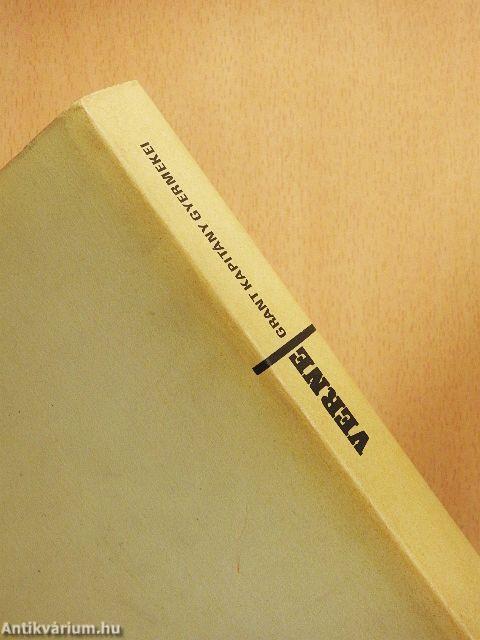 VERNE
GRANT KAPITÁNY GYERMEKEI
Antikvárium.hu